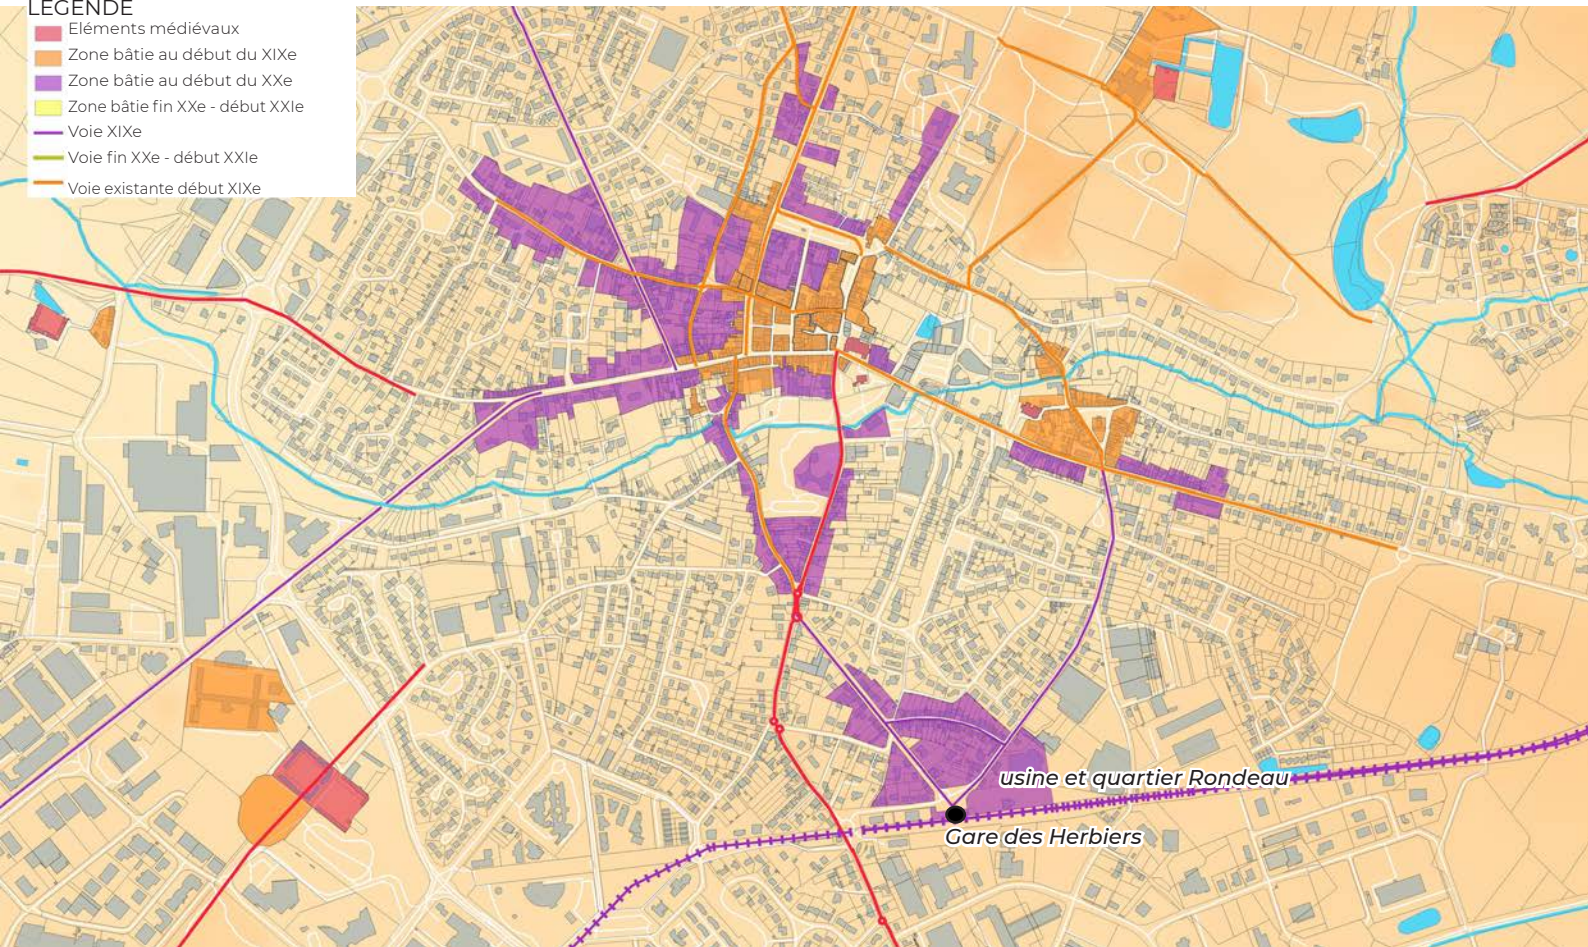 LEGENDE
Eléments médiévaux
Zone bâtie au début du XIXe
Zone bâtie au début du XXe
Zone bâtie fin XXe - début XXIe
Voie XIXe
Voie fin XXe - début XXIe
Voie existante début XIXe
usine et quartier Rondeau
Gare des Herbiers